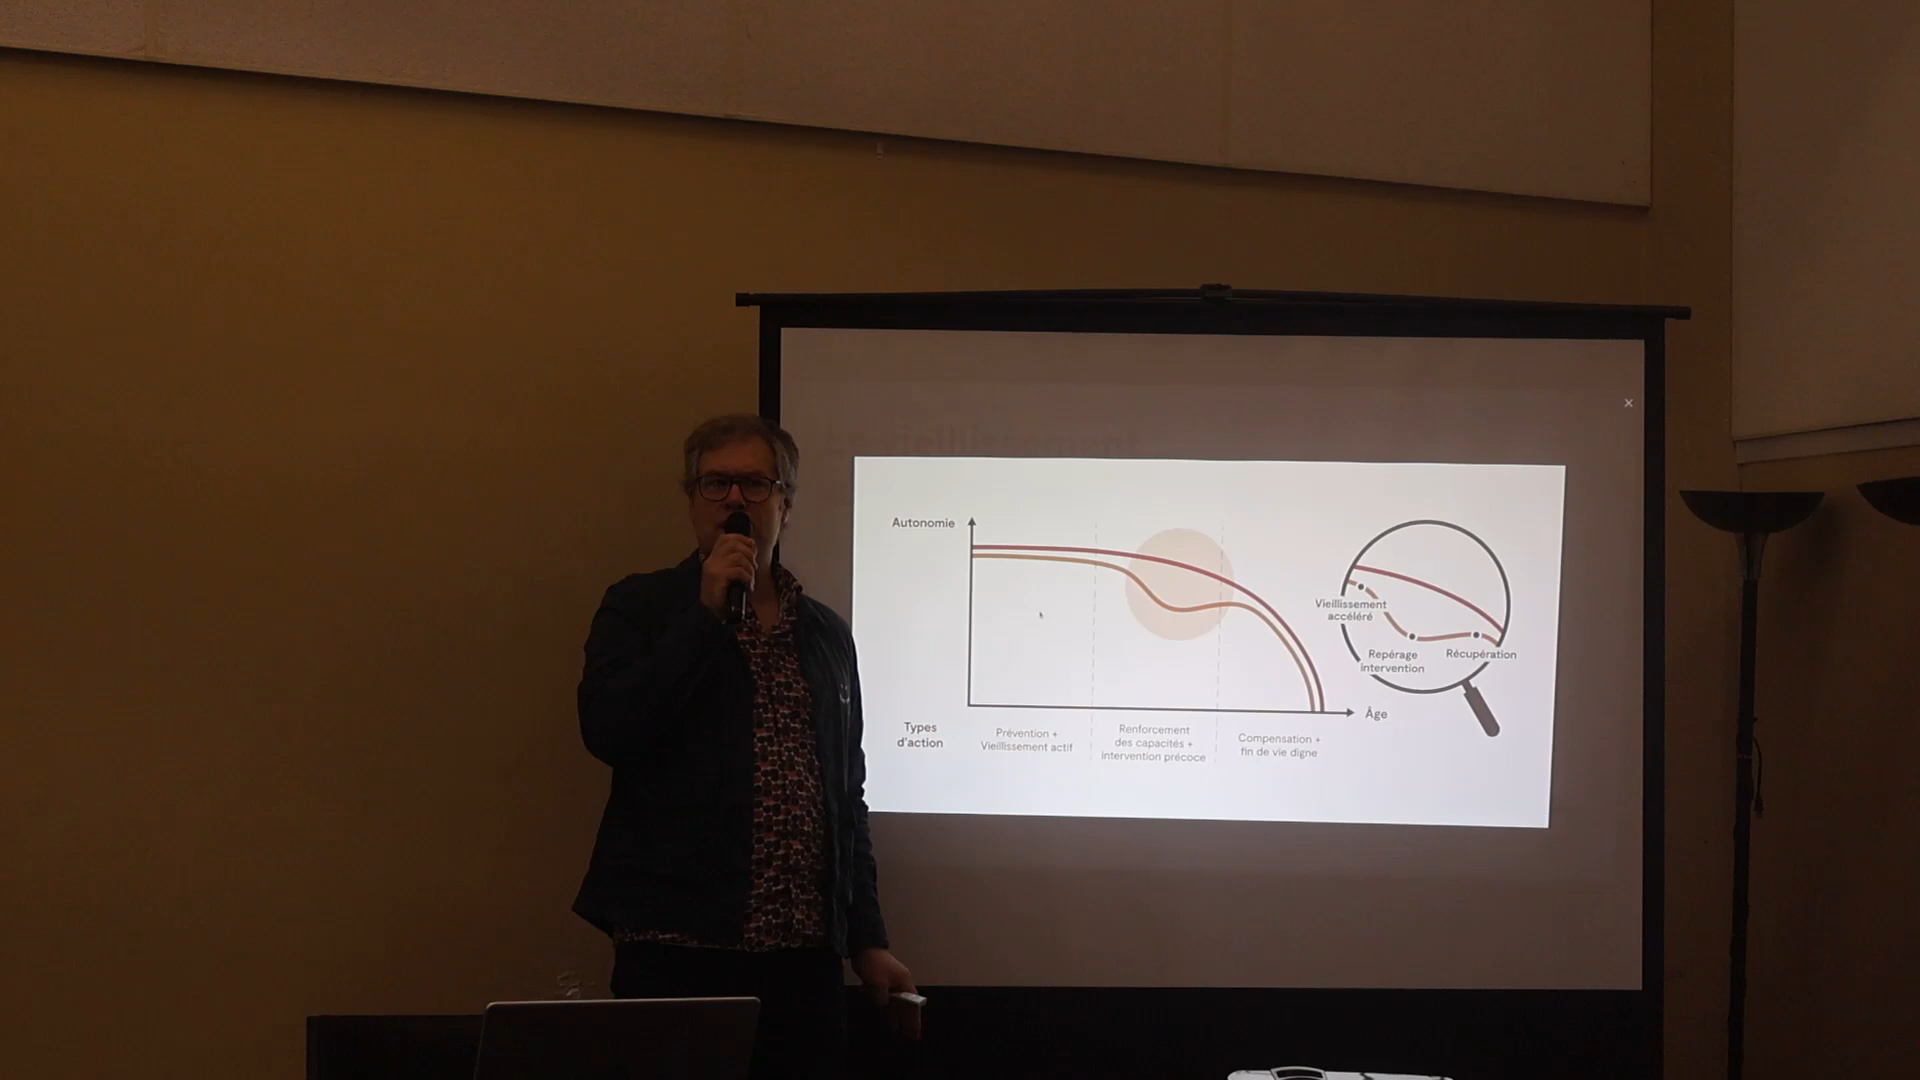 Autonomie
Vieillissement
accéléré
Repérage
intervention
Récupération
Âge
Types
d'action
Prévention +
Vieillissement actif
Renforcement
des capacités +
intervention précoce
Compensation +
fin de vie digne